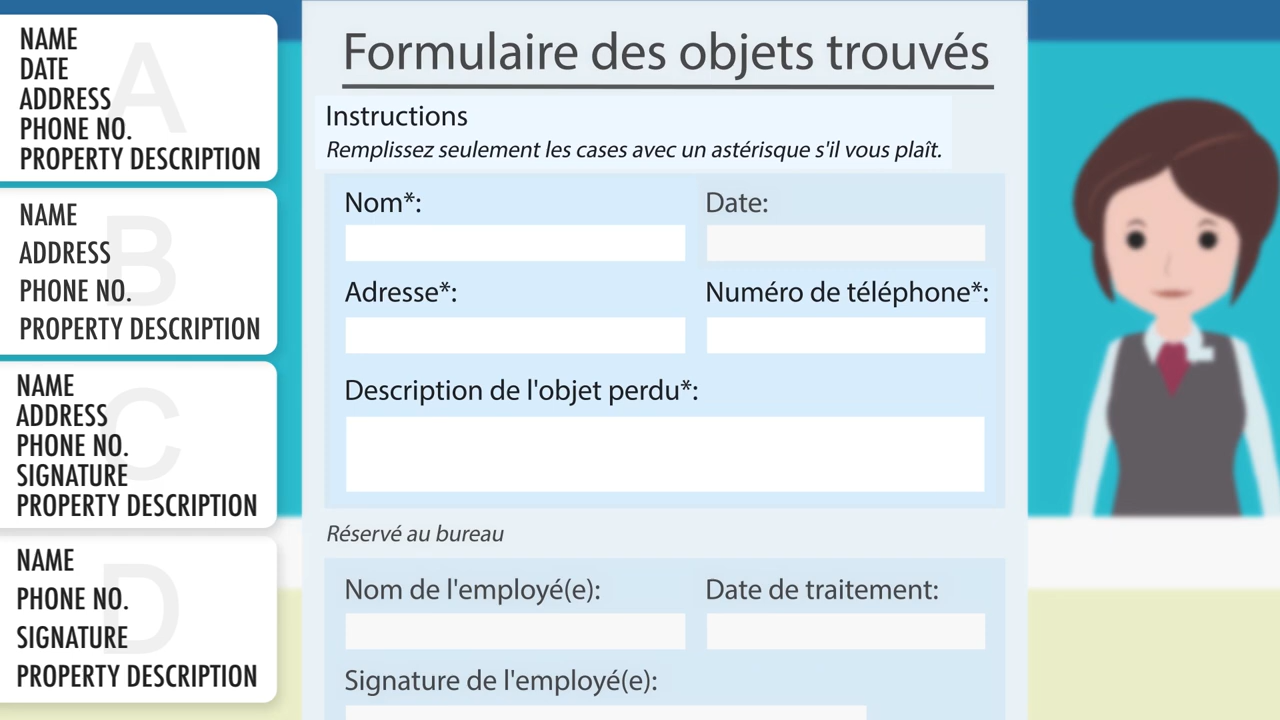 NAME
DATE
ADDRESS
PHONE NO.
PROPERTY DESCRIPTION
A
NAME
ADDRESS
PHONE NO.
PROPERTY DESCRIPTION
B
NAME
ADDRESS
PHONE NO.
SIGNATURE
PROPERTY DESCRIPTION
C
NAME
PHONE NO.
SIGNATURE
PROPERTY DESCRIPTION
D
Formulaire des objets trouvés
Instructions
Remplissez seulement les cases avec un astérisque s'il vous plaît.
Nom*: Date:
Adresse*: Numéro de téléphone*:
Description de l'objet perdu*:
Réservé au bureau
Nom de l'employé(e): Date de traitement:
Signature de l'employé(e):